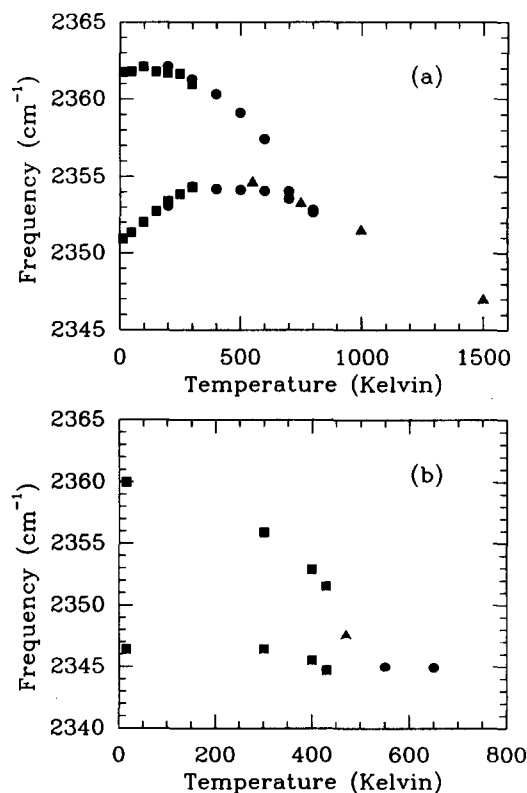 2365
2360
2355
2350
2345
Frequency (cm⁻¹)
(a)
0 500 1000 1500
Temperature (Kelvin)
2365
2360
2355
2350
2345
2340
Frequency (cm⁻¹)
(b)
0 200 400 600 800
Temperature (Kelvin)